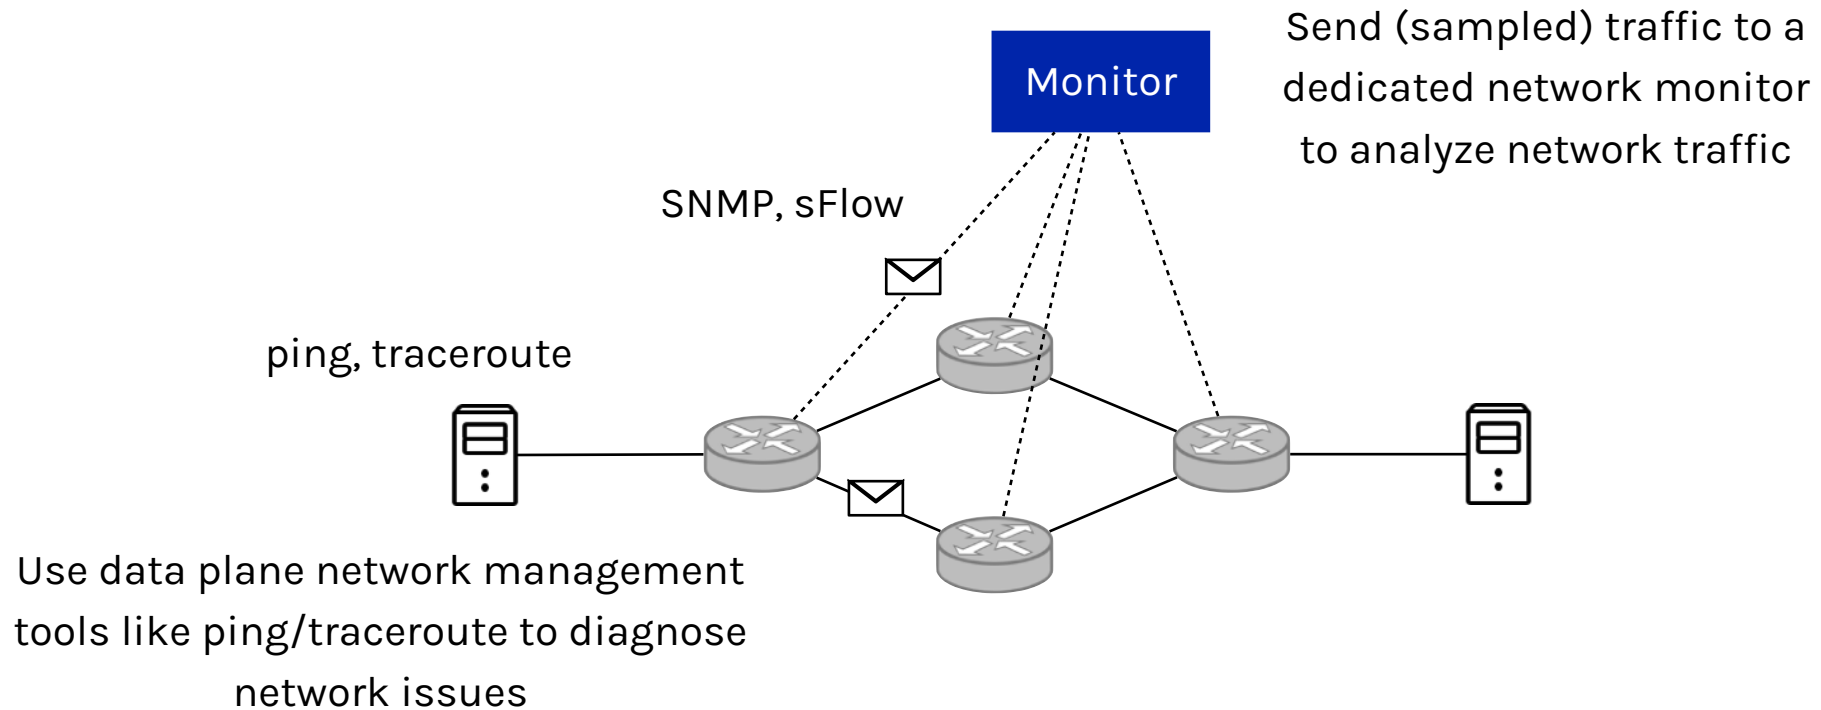 Send (sampled) traffic to a
dedicated network monitor
to analyze network traffic
Monitor
SNMP, sFlow
ping, traceroute
Use data plane network management
tools like ping/traceroute to diagnose
network issues